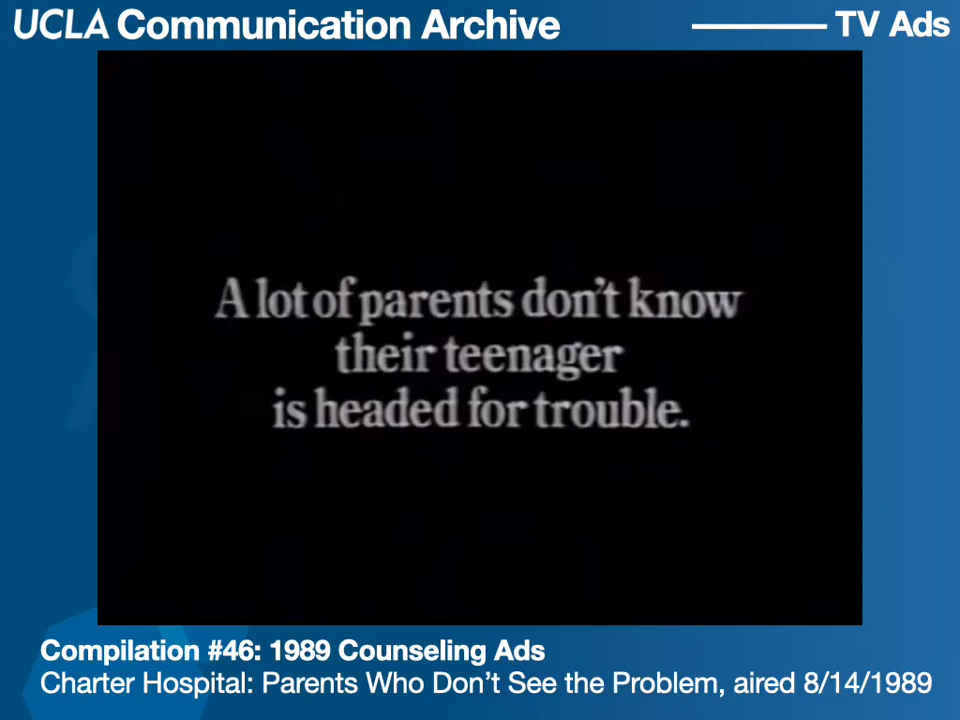 UCLA Communication Archive
TV Ads
A lot of parents don't know
their teenager
is headed for trouble.
Compilation #46: 1989 Counseling Ads
Charter Hospital: Parents Who Don't See the Problem, aired 8/14/1989